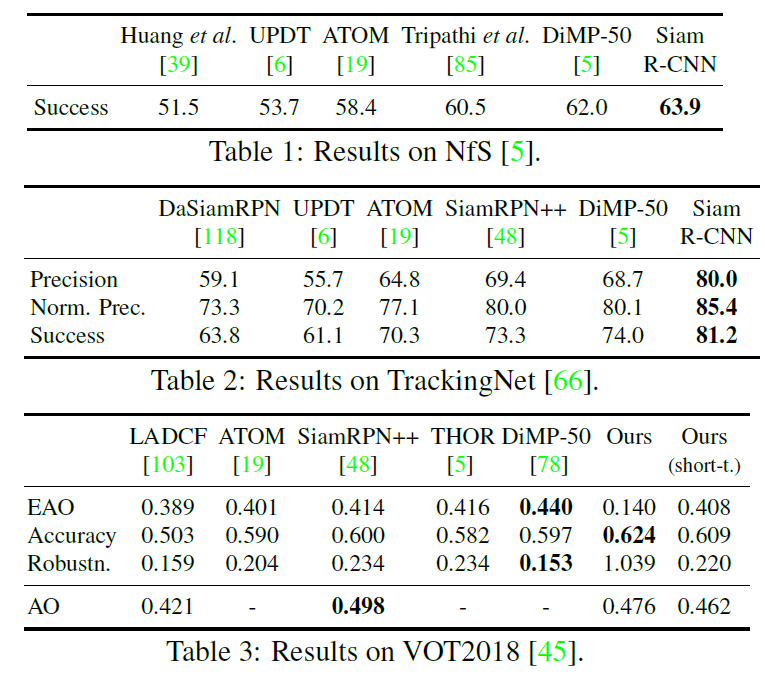 Huang et al. UPDT ATOM Tripathi et al. DiMP-50 Siam
[39] [6] [19] [85] [5] R-CNN
Success 51.5 53.7 58.4 60.5 62.0 63.9
Table 1: Results on NfS [5].
DaSiamRPN UPDT ATOM SiamRPN++ DiMP-50 Siam
[118] [6] [19] [48] [5] R-CNN
Precision 59.1 55.7 64.8 69.4 68.7 80.0
Norm. Prec. 73.3 70.2 77.1 80.0 80.1 85.4
Success 63.8 61.1 70.3 73.3 74.0 81.2
Table 2: Results on TrackingNet [66].
LADCF ATOM SiamRPN++ THOR DiMP-50 Ours Ours
[103] [19] [48] [5] [78] (short-t.)
EAO 0.389 0.401 0.414 0.416 0.440 0.140 0.408
Accuracy 0.503 0.590 0.600 0.582 0.597 0.624 0.609
Robustn. 0.159 0.204 0.234 0.234 0.153 1.039 0.220
AO 0.421 - 0.498 - - 0.476 0.462
Table 3: Results on VOT2018 [45].